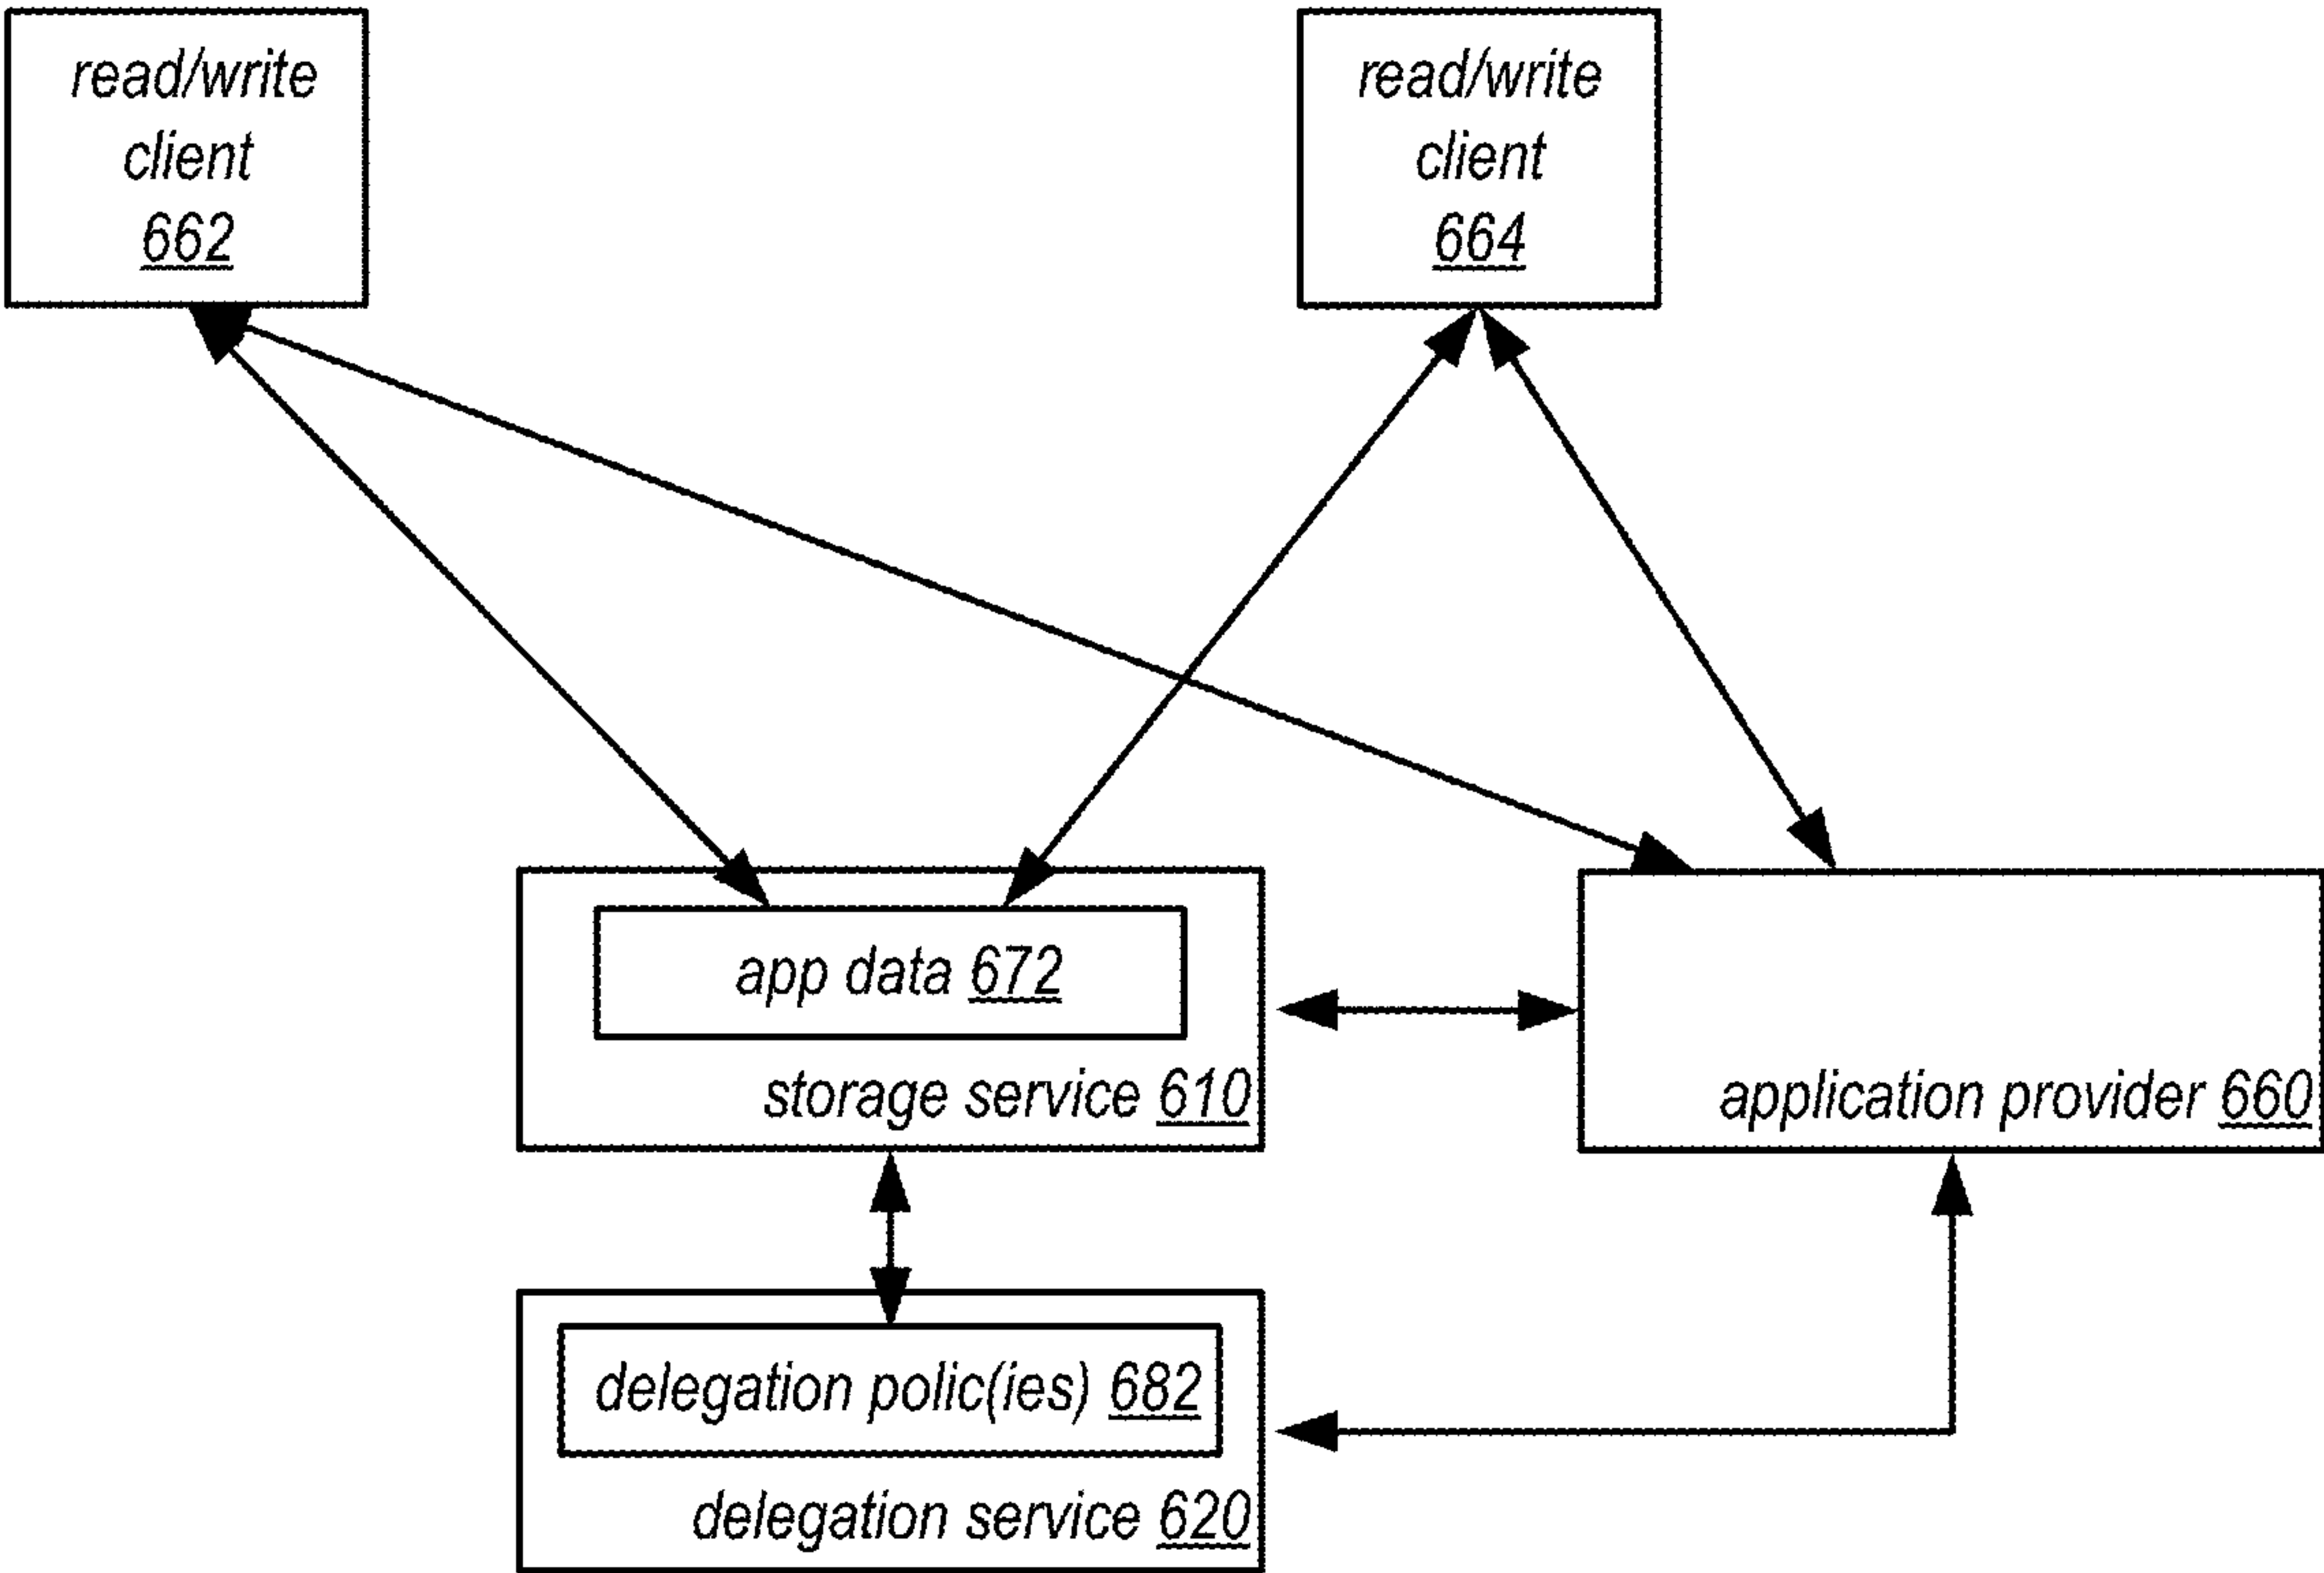 read/write
client
662
read/write
client
664
app data 672
storage service 610
application provider 660
delegation polic(ies) 682
delegation service 620